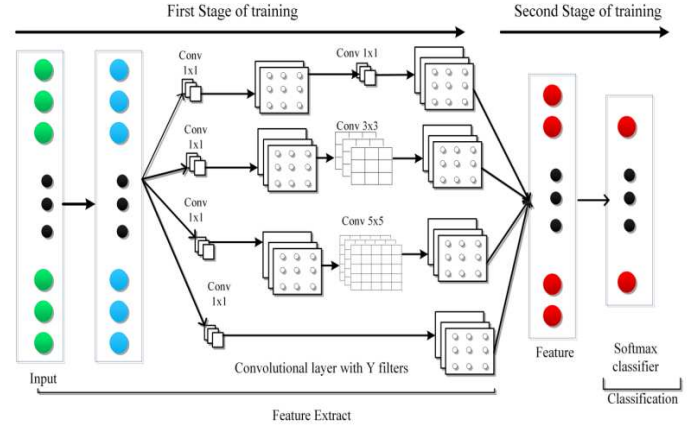 First Stage of training
Second Stage of training
Conv
1x1
Conv 1x1
Conv
1x1
Conv 3x3
Conv
1x1
Conv 5x5
Conv
1x1
Convolutional layer with Y filters
Input
Feature
Softmax
classifier
Classification
Feature Extract